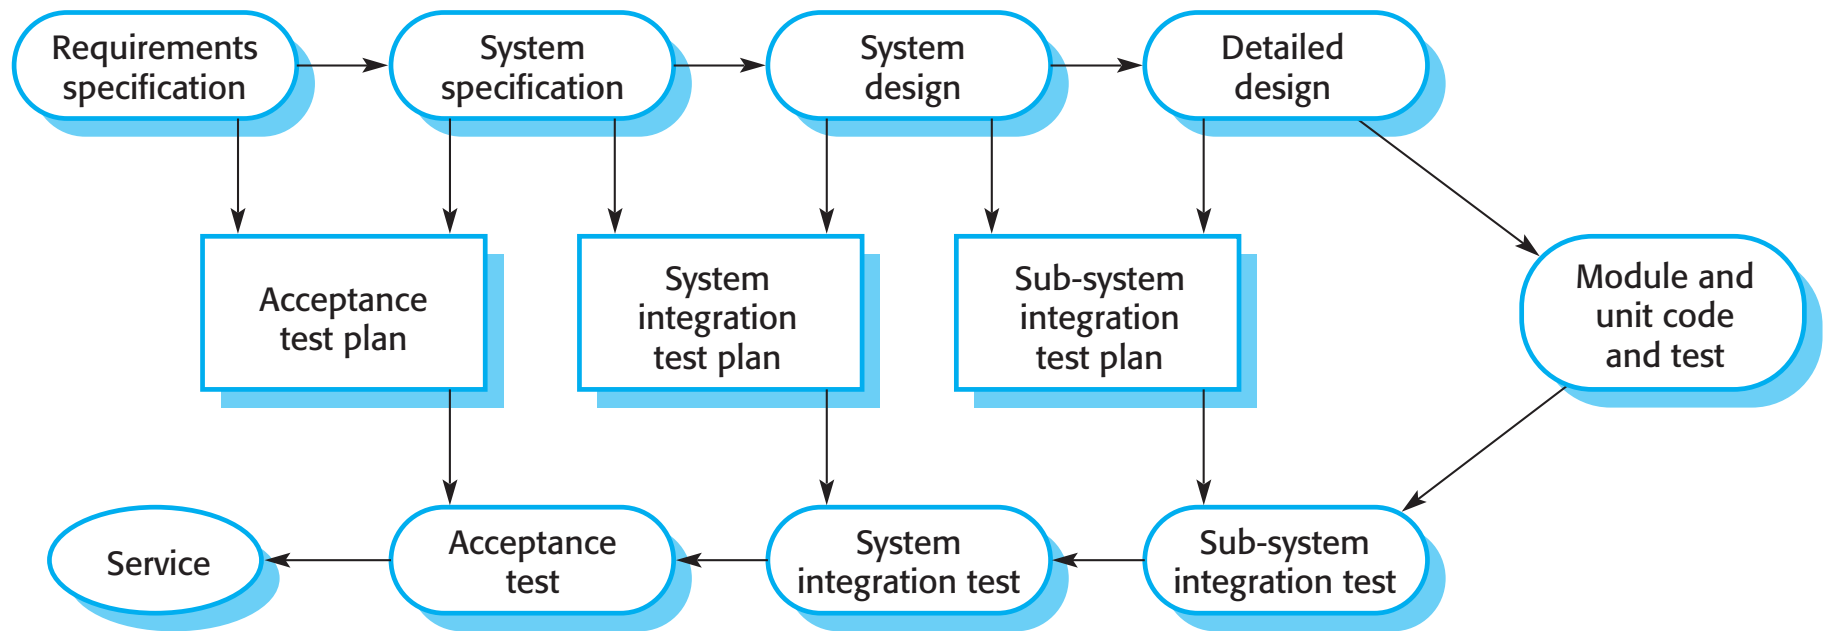 Requirements
specification
System
specification
System
design
Detailed
design
Acceptance
test plan
System
integration
test plan
Sub-system
integration
test plan
Module and
unit code
and test
Service
Acceptance
test
System
integration test
Sub-system
integration test